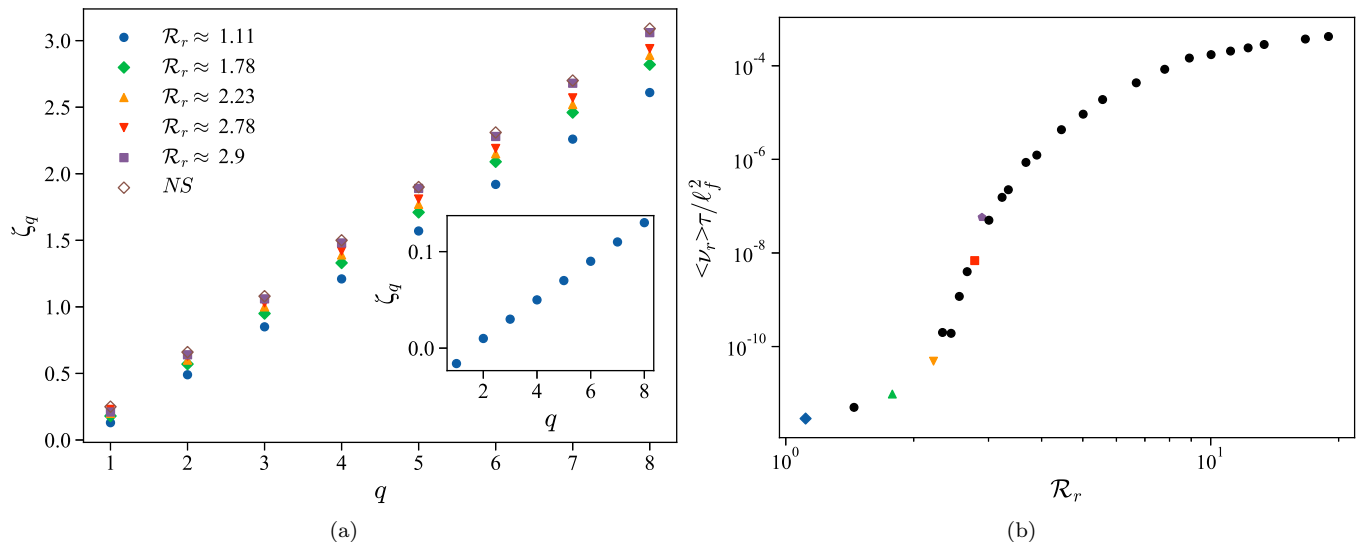 3.0
2.5
2.0
1.5
1.0
0.5
0.0
ζ_q
1 2 3 4 5 6 7 8
q
ℛ_r ≈ 1.11
ℛ_r ≈ 1.78
ℛ_r ≈ 2.23
ℛ_r ≈ 2.78
ℛ_r ≈ 2.9
NS
0.1
0.0
ζ_q
2 4 6 8
q
(a)
10^{-4}
10^{-6}
10^{-8}
10^{-10}
<ν_r>τ/ℓ_f^2
10^0 10^1
ℛ_r
(b)